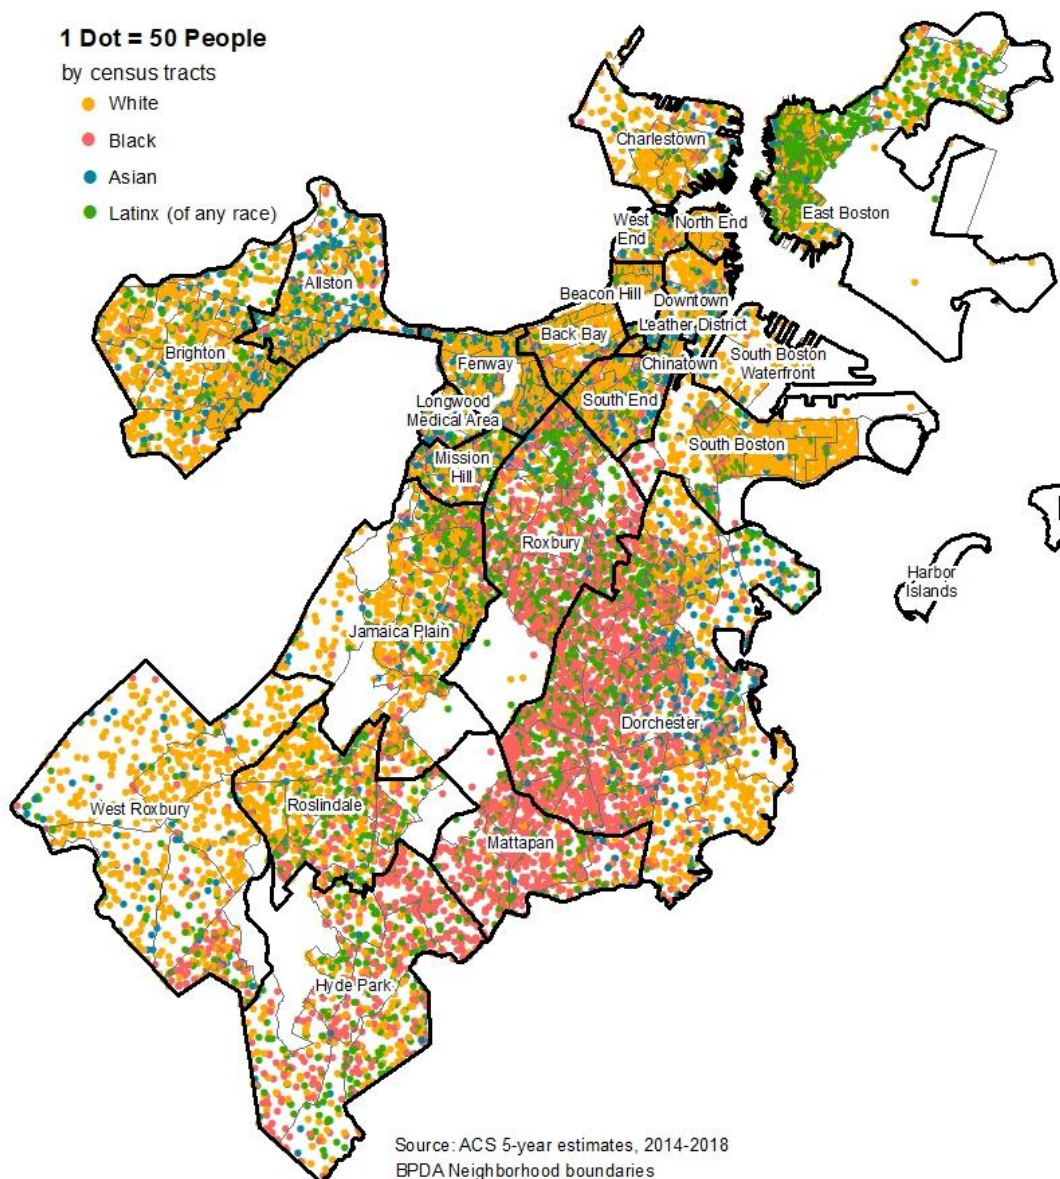 1 Dot = 50 People
by census tracts
White
Black
Asian
Latinx (of any race)
Charlestown
East Boston
West
End
North End
Allston
Beacon Hill
Downtown
Back Bay
Leather District
Brighton
Fenway
Chinatown
South Boston
Waterfront
Longwood
Medical Area
South End
South Boston
Mission
Hill
Roxbury
Harbor
Islands
Jamaica Plain
Dorchester
West Roxbury
Roslindale
Mattapan
Hyde Park
Source: ACS 5-year estimates, 2014-2018
BPDA Neighborhood boundaries